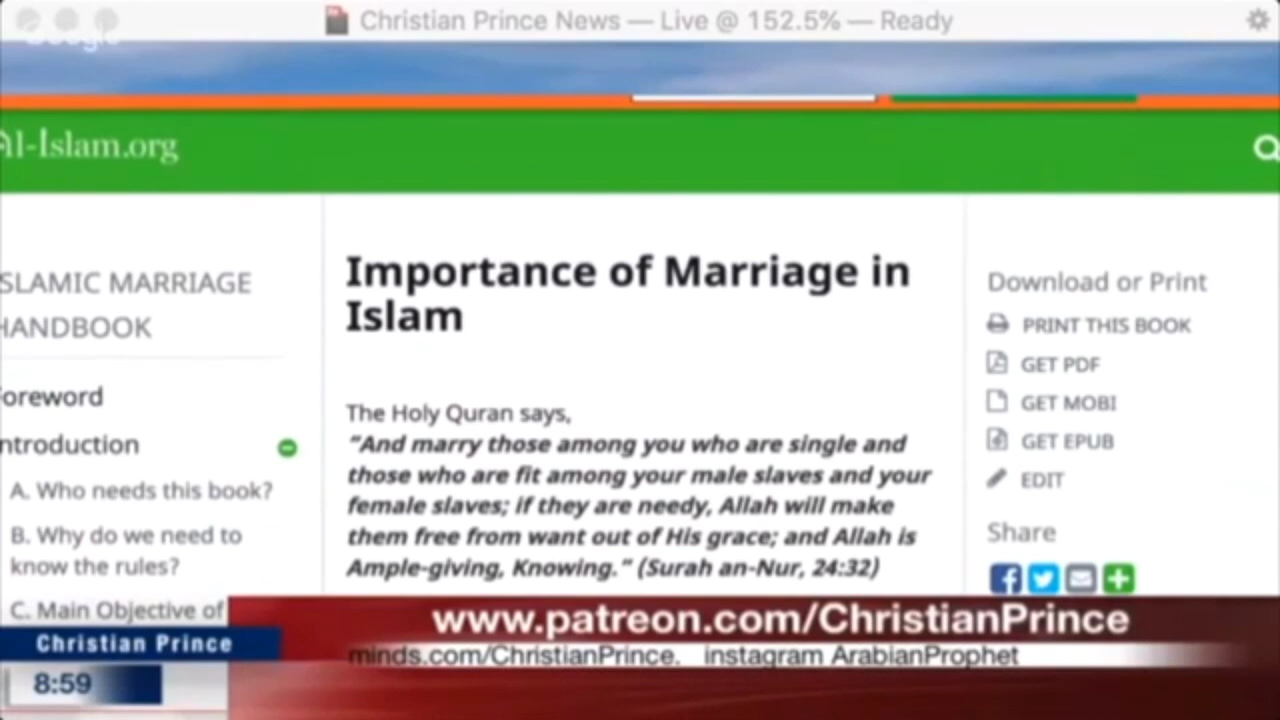 Christian Prince News — Live @ 152.5% — Ready
Google
Al-Islam.org
ISLAMIC MARRIAGE
HANDBOOK
Foreword
Introduction
A. Who needs this book?
B. Why do we need to
know the rules?
C. Main Objective of
Importance of Marriage in
Islam
The Holy Quran says,
“And marry those among you who are single and
those who are fit among your male slaves and your
female slaves; if they are needy, Allah will make
them free from want out of His grace; and Allah is
Ample-giving, Knowing.” (Surah an-Nur, 24:32)
Download or Print
PRINT THIS BOOK
GET PDF
GET MOBI
GET EPUB
EDIT
Share
www.patreon.com/ChristianPrince
Christian Prince
minds.com/ChristianPrince. instagram ArabianProphet
8:59